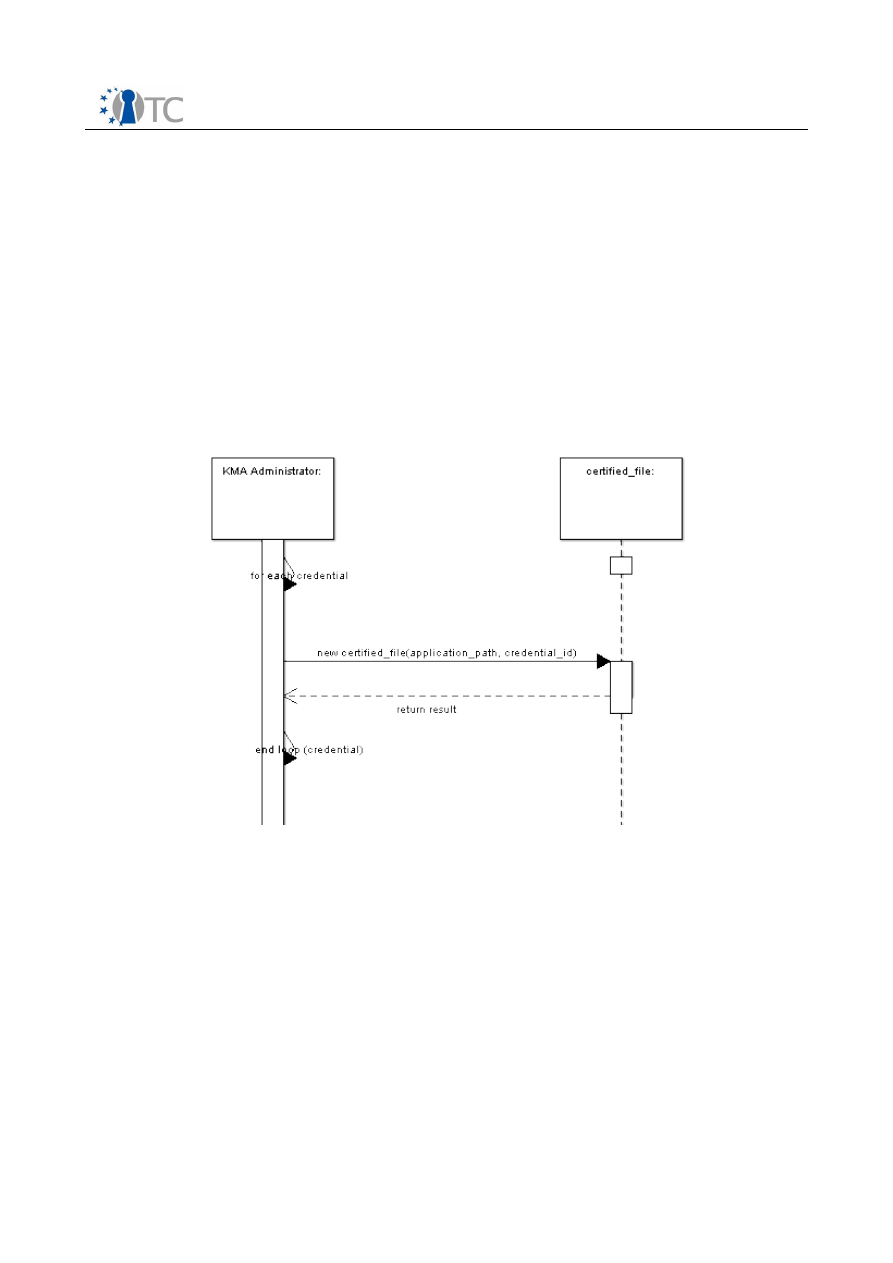 TC
KMA Administrator:
certified_file:
for each credential
new certified_file(application_path, credential_id)
return result
end loop (credential)